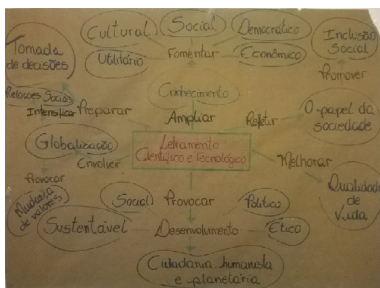 Cultural
Social
Democrático
Inclusão
Social
Tomada
de decisões
Utilitário
Fomentar
Econômico
Promover
Conhecimento
Relações Sociais
Intensificar
Preparar
Ampliar
Refletir
O papel da
sociedade
Globalização
Letramento
Científico e Tecnológico
Envolver
Melhorar
Provocar
Qualidade
de
Vida
Mudança
de valores
Social
Provocar
Político
Sustentável
Desenvolvimento
Ético
Cidadania humanista
e planetária